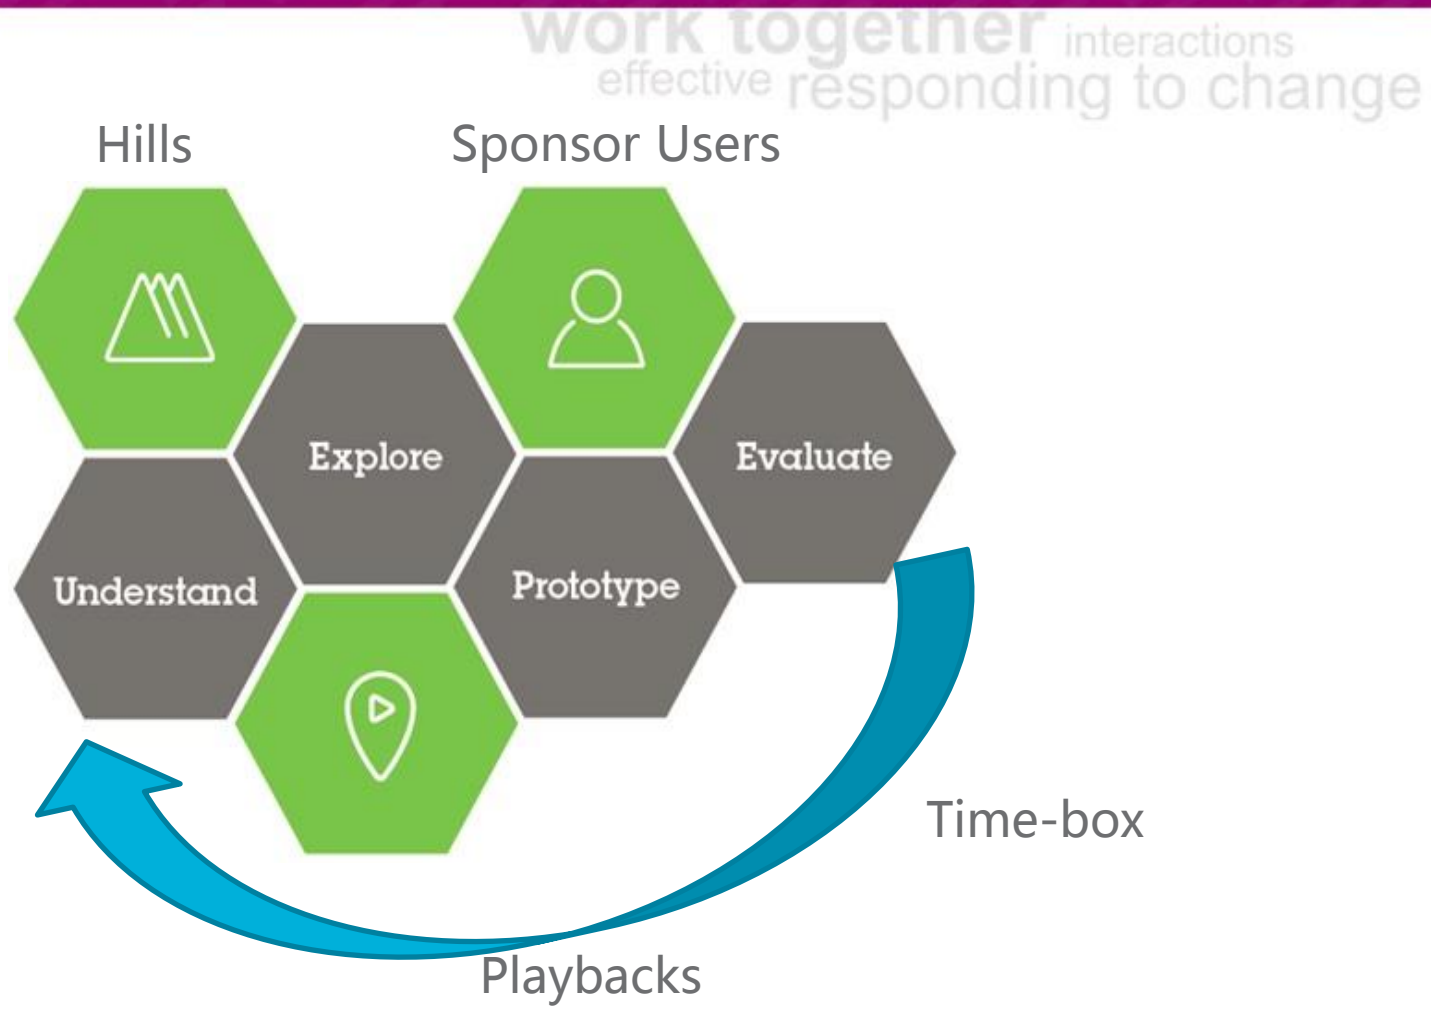 work together interactions
effective responding to change
Hills
Sponsor Users
Explore
Evaluate
Understand
Prototype
Time-box
Playbacks